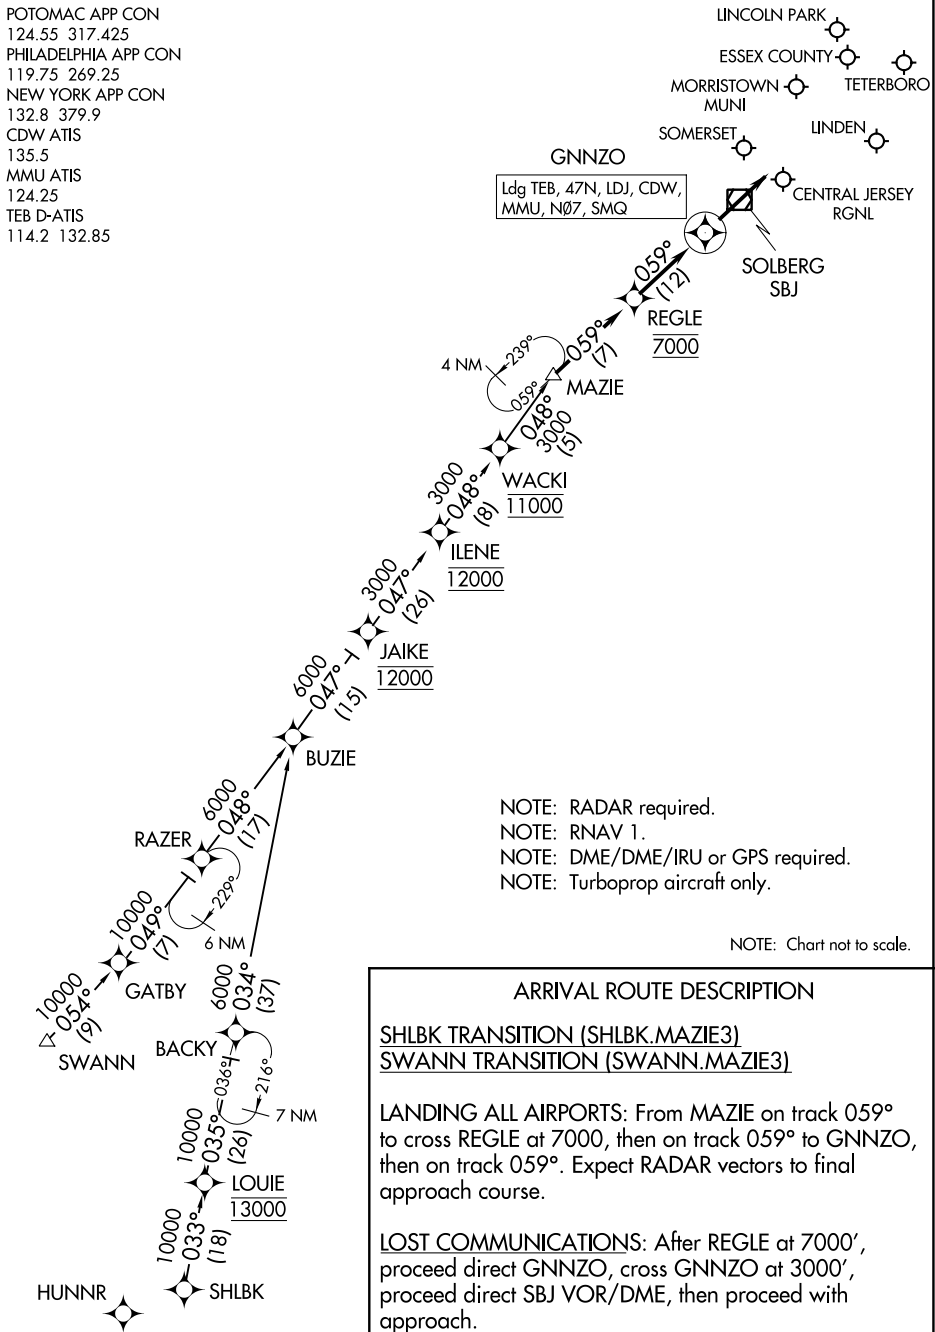 POTOMAC APP CON
124.55 317.425
PHILADELPHIA APP CON
119.75 269.25
NEW YORK APP CON
132.8 379.9
CDW ATIS
135.5
MMU ATIS
124.25
TEB D-ATIS
114.2 132.85
LINCOLN PARK
ESSEX COUNTY
TETERBORO
MORRISTOWN
MUNI
SOMERSET
LINDEN
CENTRAL JERSEY
RGNL
GNNZO
Ldg TEB, 47N, LDJ, CDW,
MMU, NØ7, SMQ
SOLBERG
SBJ
059°
(12)
REGLE
7000
059°
(7)
4 NM
239°
059°
MAZIE
048°
3000
(5)
WACKI
11000
3000
048°
(8)
ILENE
12000
3000
047°
(26)
JAIKE
12000
6000
047°
(15)
BUZIE
6000
048°
(17)
RAZER
229°
6 NM
10000
049°
(7)
GATBY
10000
054°
(9)
SWANN
6000
034°
(37)
BACKY
036°
216°
7 NM
10000
035°
(26)
LOUIE
13000
10000
033°
(18)
HUNNR
SHLBK
NOTE: RADAR required.
NOTE: RNAV 1.
NOTE: DME/DME/IRU or GPS required.
NOTE: Turboprop aircraft only.
NOTE: Chart not to scale.
ARRIVAL ROUTE DESCRIPTION
SHLBK TRANSITION (SHLBK.MAZIE3)
SWANN TRANSITION (SWANN.MAZIE3)
LANDING ALL AIRPORTS: From MAZIE on track 059°
to cross REGLE at 7000, then on track 059° to GNNZO,
then on track 059°. Expect RADAR vectors to final
approach course.
LOST COMMUNICATIONS: After REGLE at 7000',
proceed direct GNNZO, cross GNNZO at 3000',
proceed direct SBJ VOR/DME, then proceed with
approach.